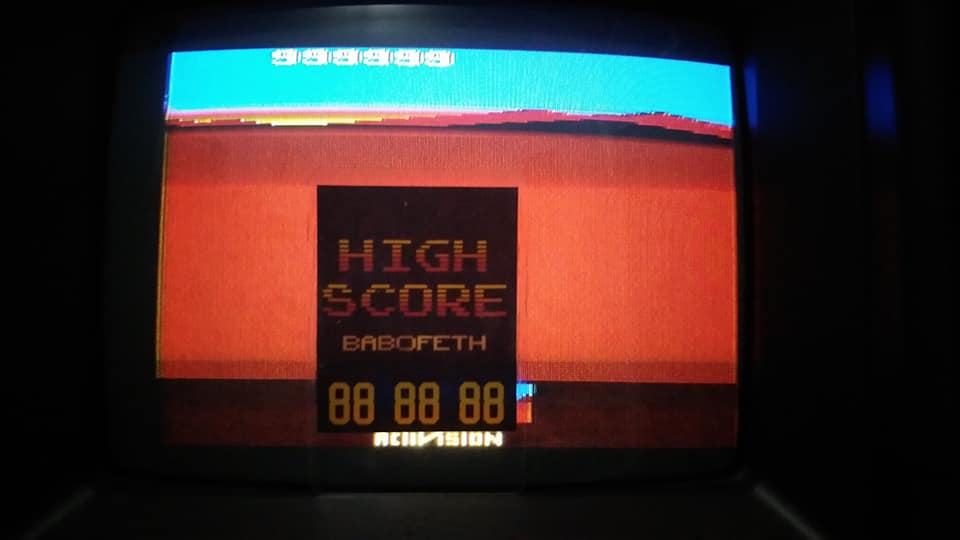 999999
HIGH
SCORE
BABOFETH
88 88 88
ACTIVISION